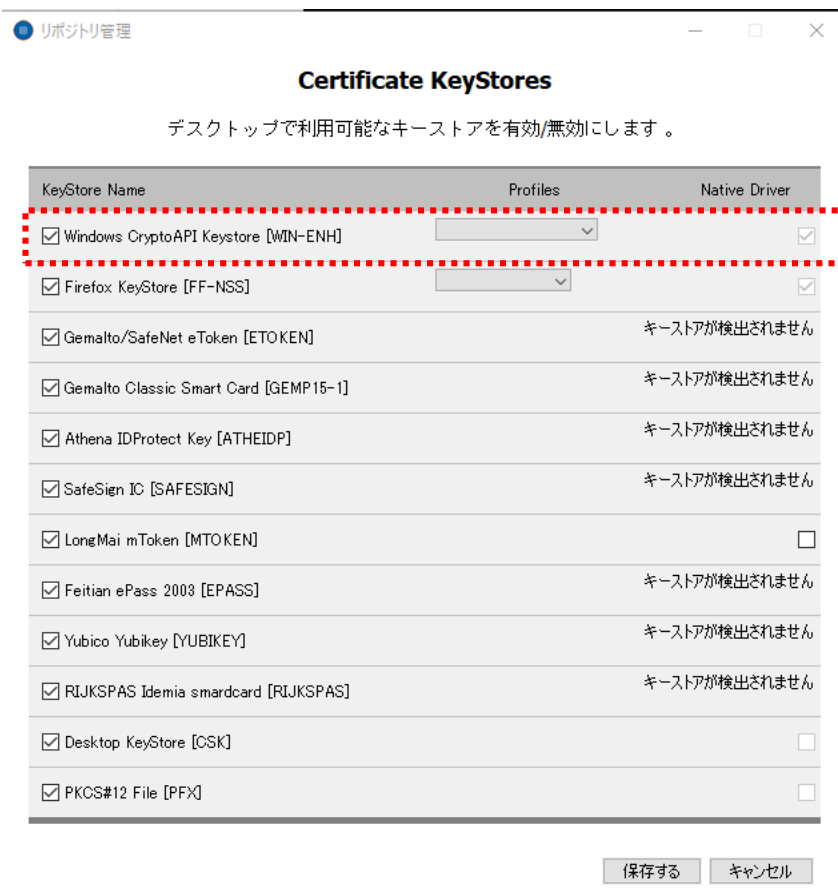 リポジトリ管理
Certificate KeyStores
デスクトップで利用可能なキーストアを有効/無効にします 。
KeyStore Name Profiles Native Driver
Windows CryptoAPI Keystore [WIN-ENH]
Firefox KeyStore [FF-NSS]
Gemalto/SafeNet eToken [ETOKEN] キーストアが検出されません
Gemalto Classic Smart Card [GEMP15-1] キーストアが検出されません
Athena IDProtect Key [ATHEIDP] キーストアが検出されません
SafeSign IC [SAFESIGN] キーストアが検出されません
LongMai mToken [MTOKEN]
Feitian ePass 2003 [EPASS] キーストアが検出されません
Yubico Yubikey [YUBIKEY] キーストアが検出されません
RIJKSPAS Idemia smartcard [RIJKSPAS] キーストアが検出されません
Desktop KeyStore [CSK]
PKCS#12 File [PFX]
保存する キャンセル